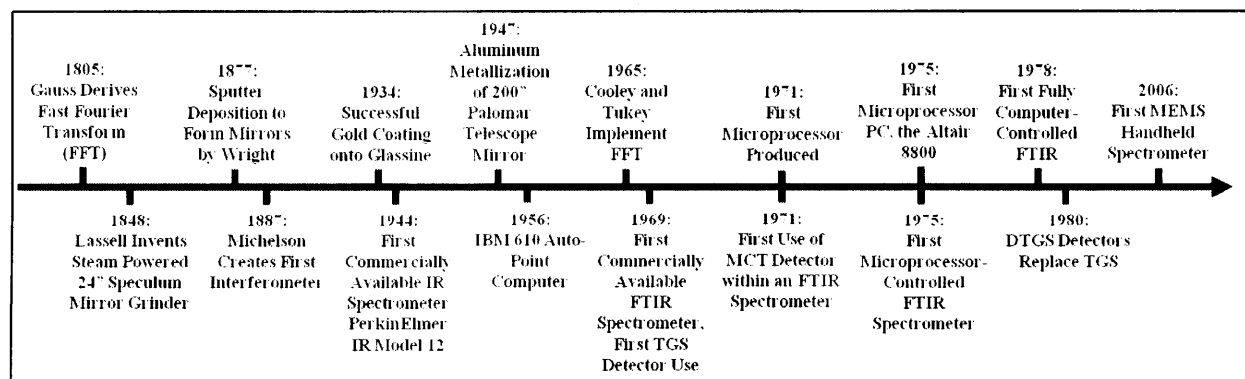 1805:
Gauss Derives
Fast Fourier
Transform
(FFT)
1877:
Sputter
Deposition to
Form Mirrors
by Wright
1934:
Successful
Gold Coating
onto Glassine
1947:
Aluminum
Metallization
of 200"
Palomar
Telescope
Mirror
1965:
Cooley and
Tukey
Implement
FFT
1971:
First
Microprocessor
Produced
1975:
First
Microprocessor
PC, the Altair
8800
1978:
First Fully
Computer-
Controlled
FTIR
2006:
First MEMS
Handheld
Spectrometer
1848:
Lassell Invents
Steam Powered
24" Speculum
Mirror Grinder
1887:
Michelson
Creates First
Interferometer
1944:
First
Commercially
Available IR
Spectrometer
PerkinElmer
IR Model 12
1956:
IBM 610 Auto-
Point
Computer
1969:
First
Commercially
Available
FTIR
Spectrometer,
First TGS
Detector Use
1971:
First Use of
MCT Detector
within an FTIR
Spectrometer
1975:
First
Microprocessor-
Controlled
FTIR
Spectrometer
1980:
DTGS Detectors
Replace TGS